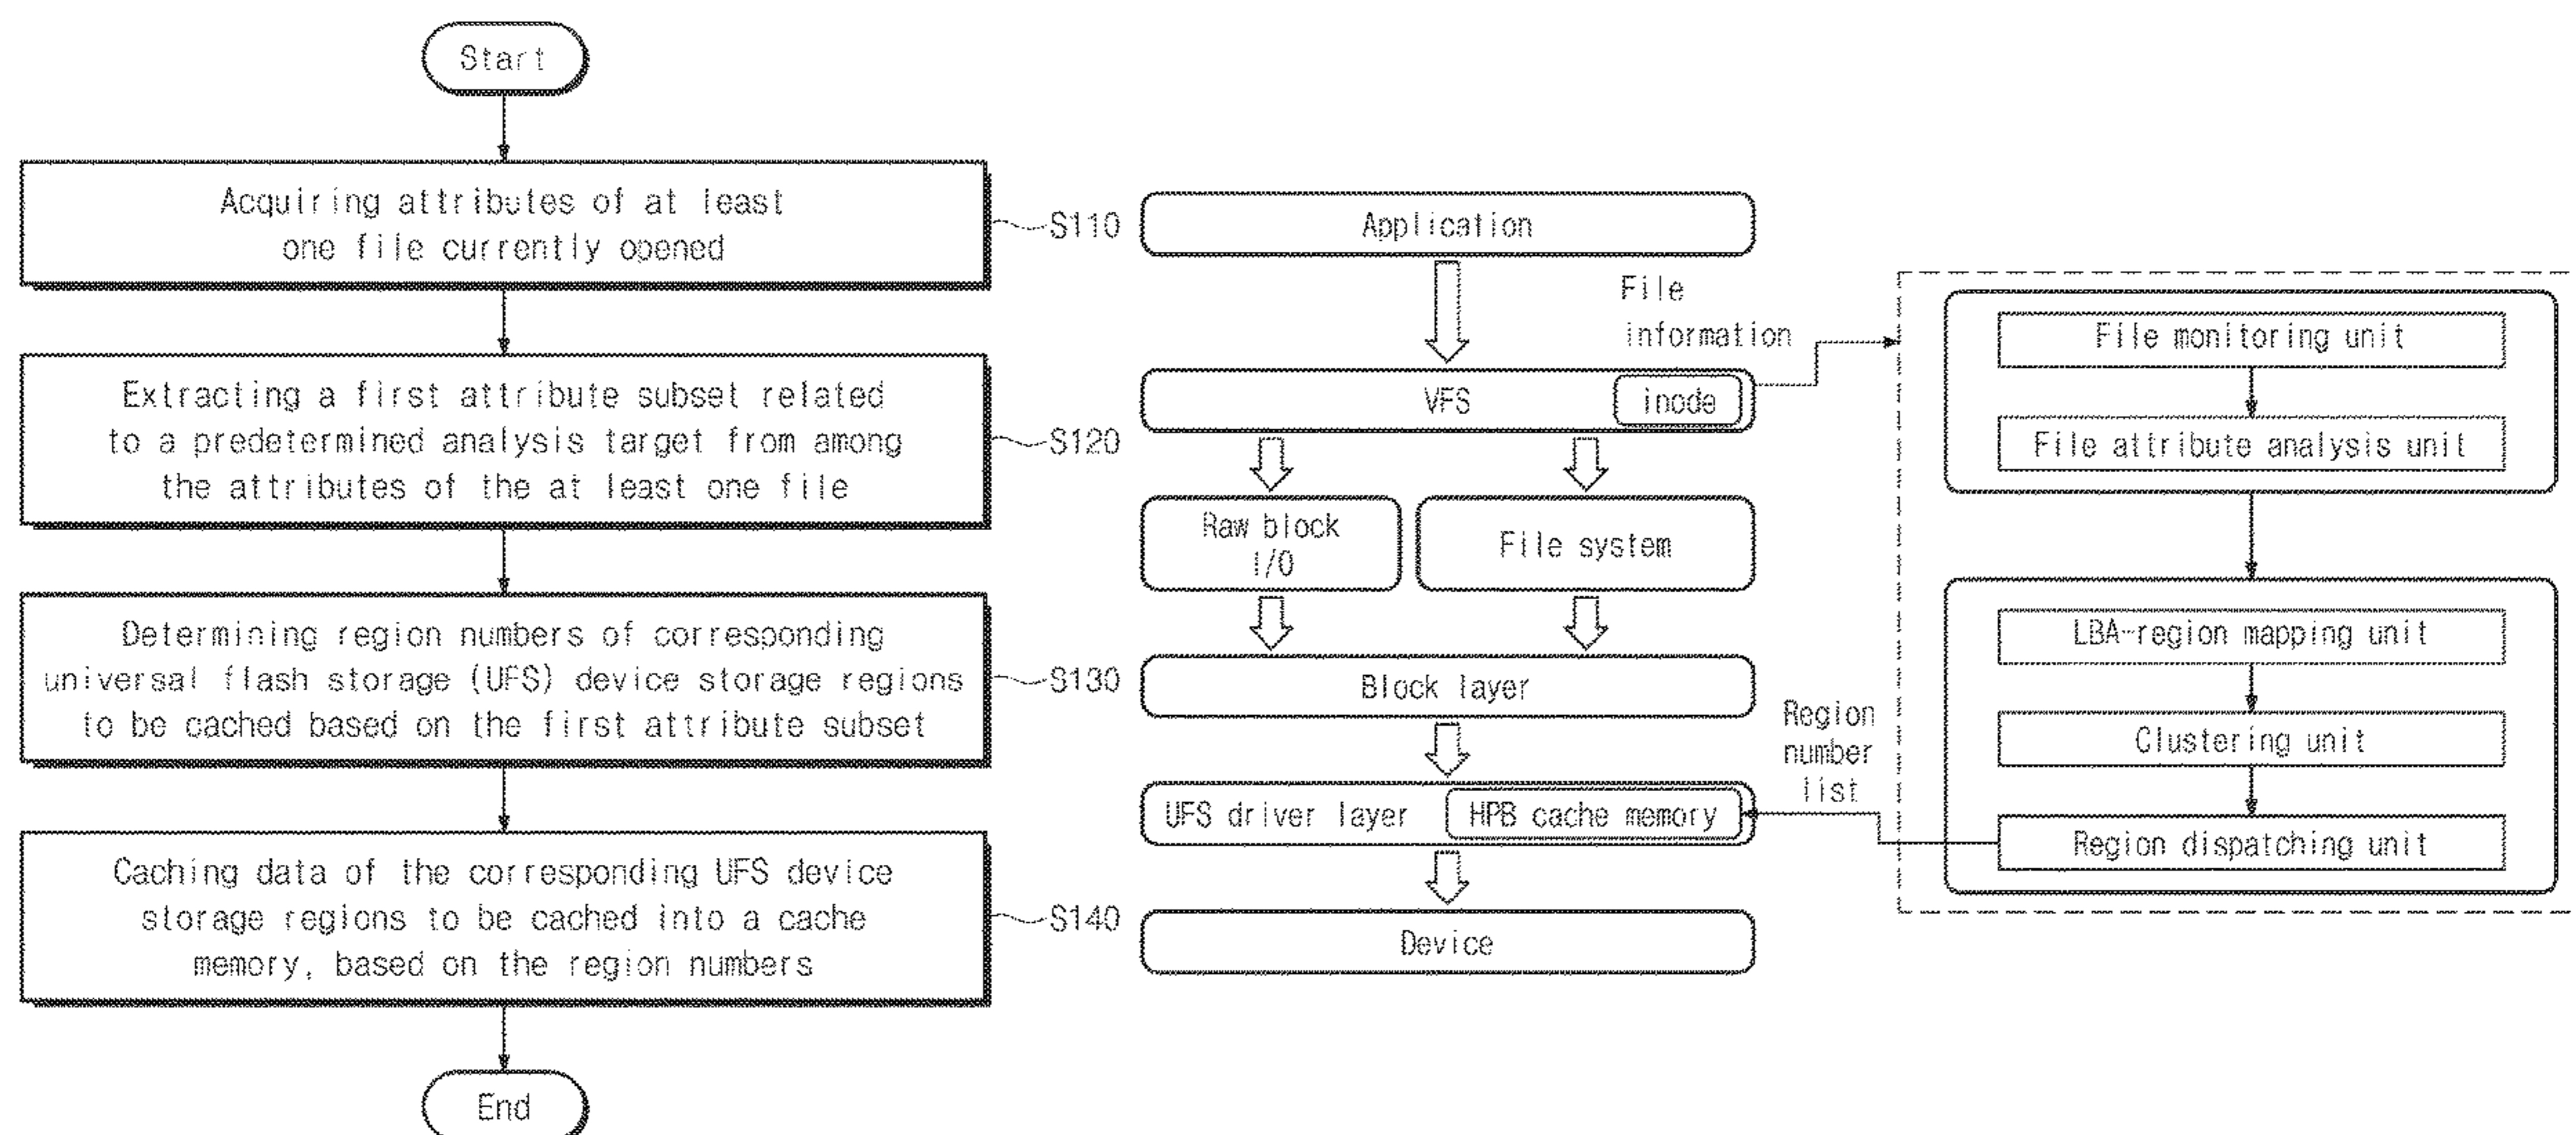 Start
Acquiring attributes of at least
one file currently opened
S110
Extracting a first attribute subset related
to a predetermined analysis target from among
the attributes of the at least one file
S120
Determining region numbers of corresponding
universal flash storage (UFS) device storage regions
to be cached based on the first attribute subset
S130
Caching data of the corresponding UFS device
storage regions to be cached into a cache
memory, based on the region numbers
S140
End
Application
File
information
VFS
inode
Raw block
I/O
File system
Block layer
UFS driver layer
HPB cache memory
Device
File monitoring unit
File attribute analysis unit
LBA-region mapping unit
Clustering unit
Region dispatching unit
Region
number
list